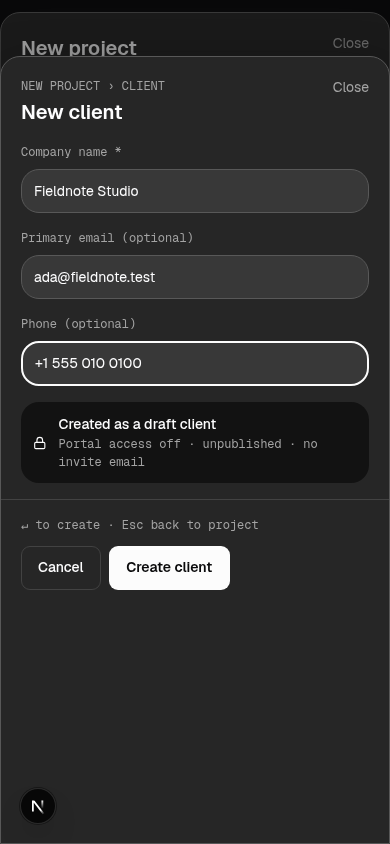 New project
Close
NEW PROJECT › CLIENT
Close
New client
Company name *
Fieldnote Studio
Primary email (optional)
ada@fieldnote.test
Phone (optional)
+1 555 010 0100
Created as a draft client
Portal access off · unpublished · no
invite email
↵ to create · Esc back to project
Cancel
Create client
N